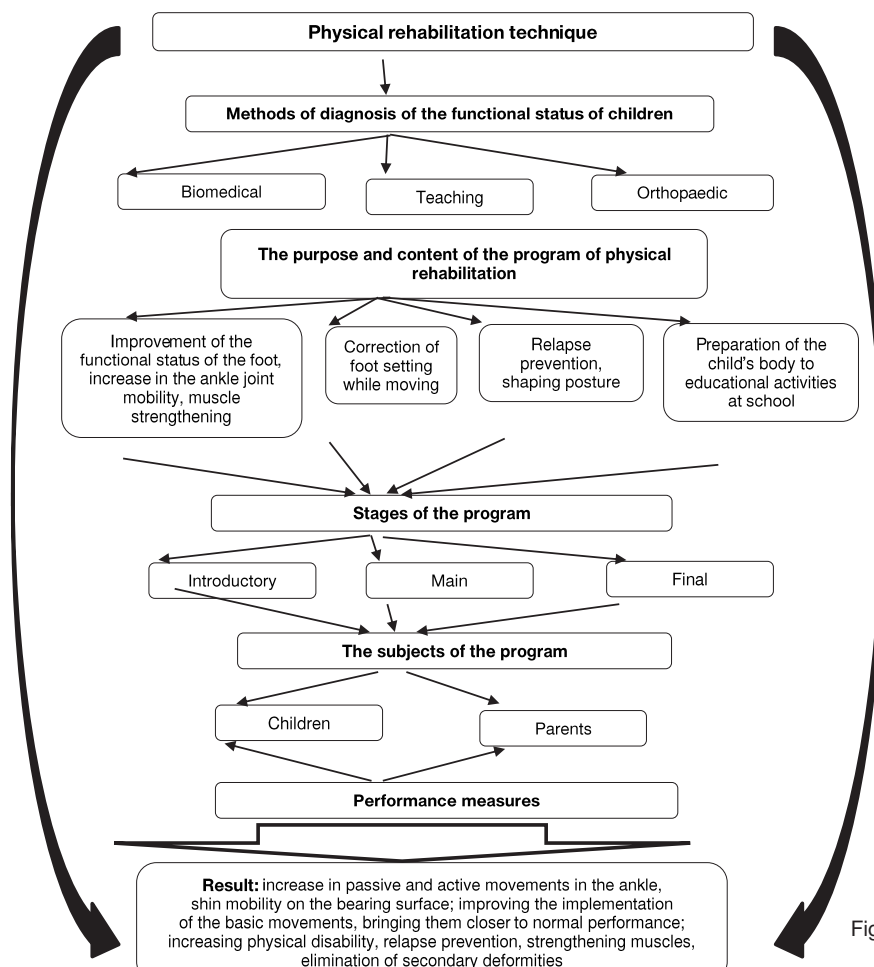 Physical rehabilitation technique
Methods of diagnosis of the functional status of children
Biomedical
Teaching
Orthopaedic
The purpose and content of the program of physical
rehabilitation
Improvement of the
functional status of the foot,
increase in the ankle joint
mobility, muscle
strengthening
Correction of
foot setting
while moving
Relapse
prevention,
shaping posture
Preparation of the
child's body to
educational activities
at school
Stages of the program
Introductory
Main
Final
The subjects of the program
Children
Parents
Performance measures
Result: increase in passive and active movements in the ankle,
shin mobility on the bearing surface; improving the implementation
of the basic movements, bringing them closer to normal performance;
increasing physical disability, relapse prevention, strengthening muscles,
elimination of secondary deformities
Fig